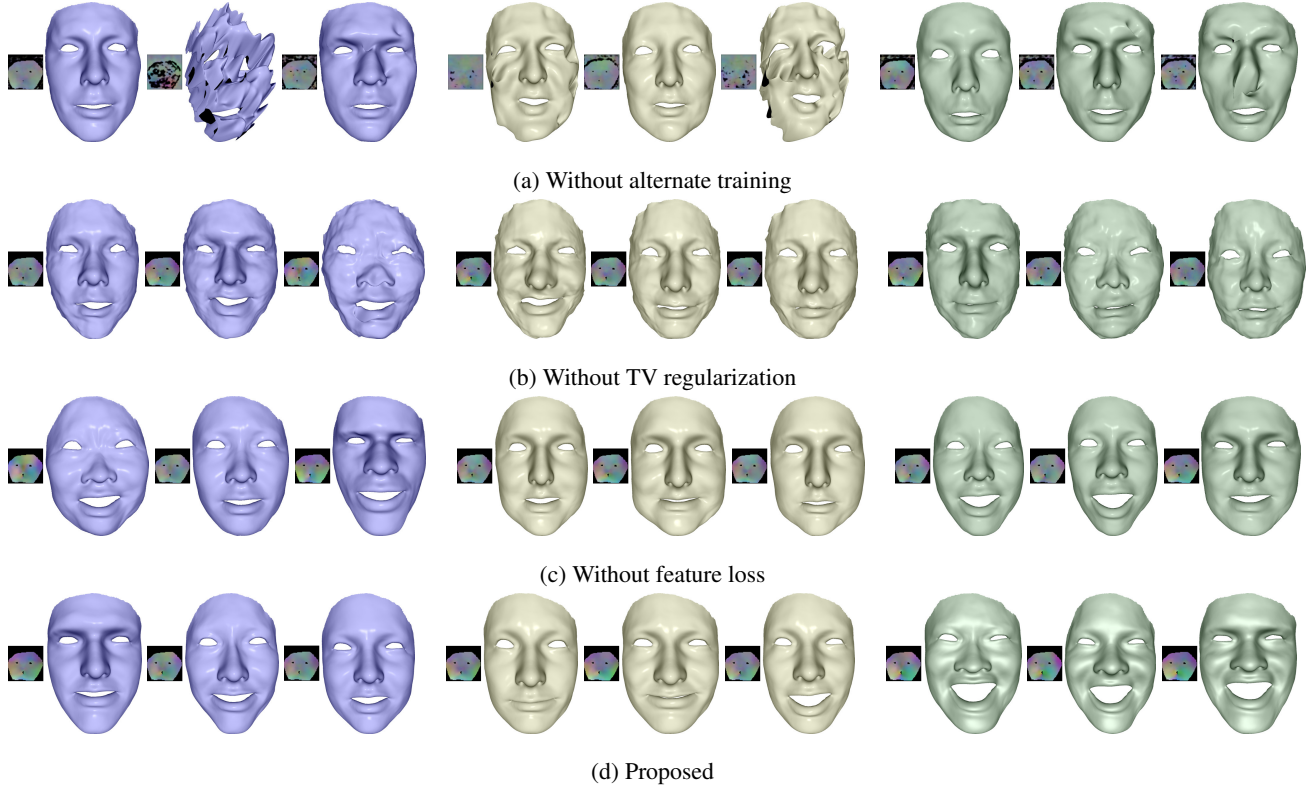 (a) Without alternate training
(b) Without TV regularization
(c) Without feature loss
(d) Proposed